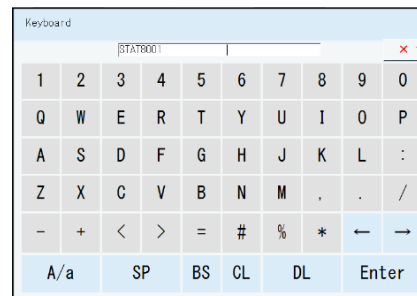 Keyboard
STAT8001
×
1 2 3 4 5 6 7 8 9 0
Q W E R T Y U I O P
A S D F G H J K L :
Z X C V B N M , . /
- + < > = # % * ← →
A/a SP BS CL DL Enter